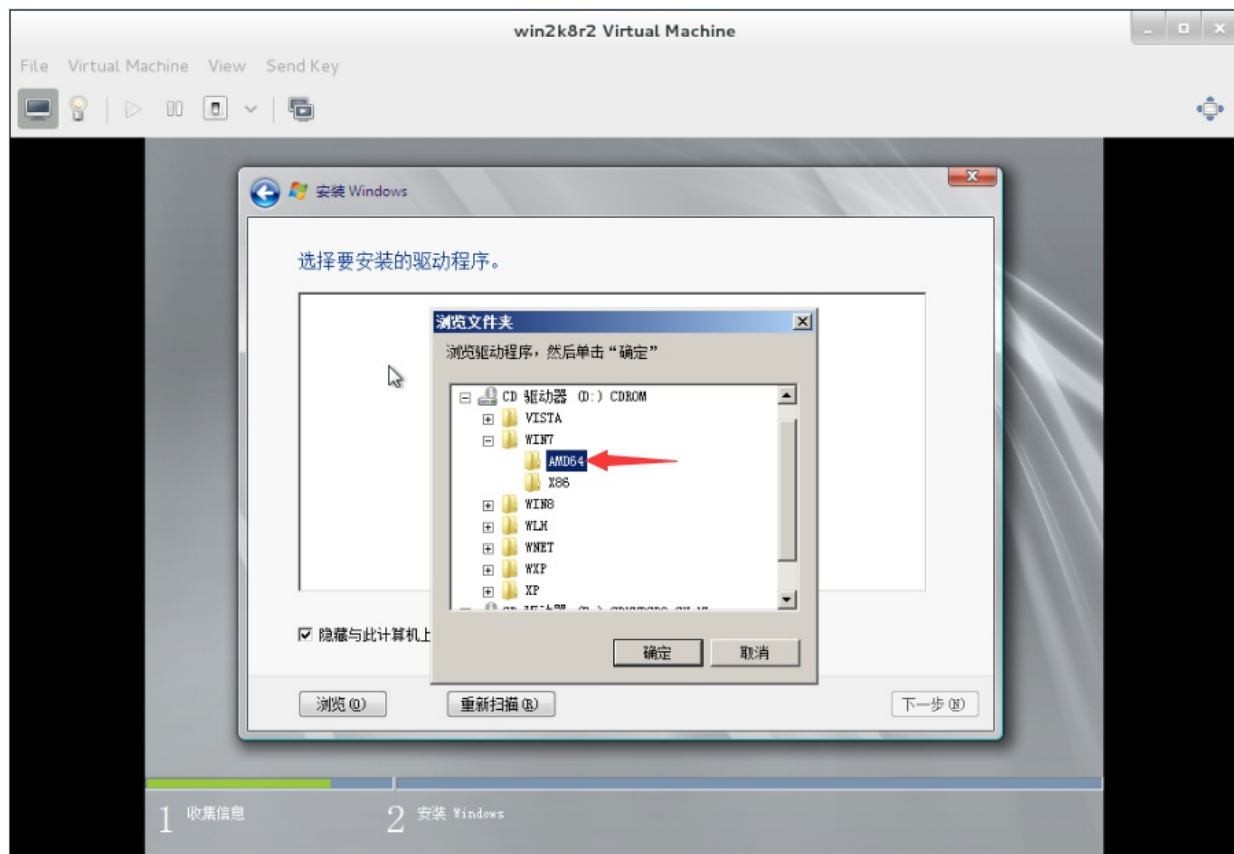 win2k8r2 Virtual Machine
File Virtual Machine View Send Key
安装 Windows
选择要安装的驱动程序。
浏览文件夹
浏览驱动程序，然后单击“确定”
CD 驱动器 (D:) CDROM
VISTA
WIN7
AMD64
X86
WIN8
WLH
WNET
WXP
XP
CD 驱动器
确定 取消
隐藏与此计算机上
浏览(O) 重新扫描(R) 下一步(N)
1 收集信息 2 安装 Windows